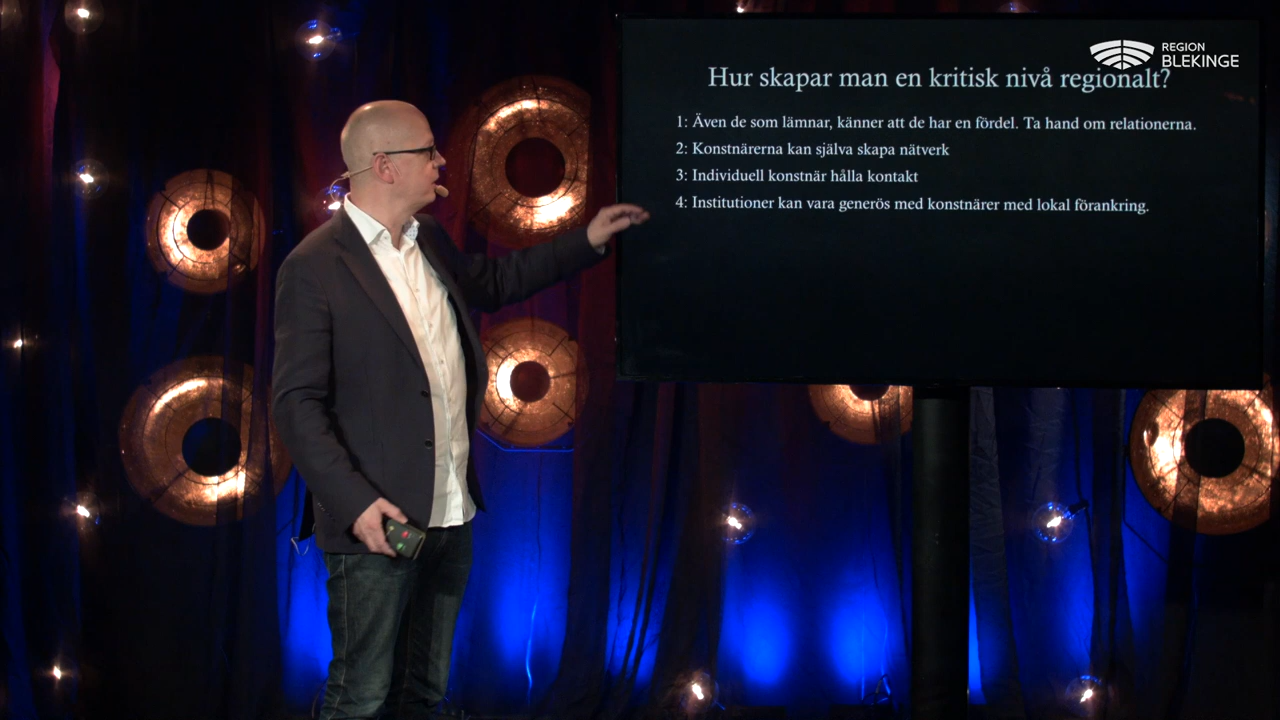 REGION
BLEKINGE
Hur skapar man en kritisk nivå regionalt?
1: Även de som lämnar, känner att de har en fördel. Ta hand om relationerna.
2: Konstnärerna kan själva skapa nätverk
3: Individuell konstnär hålla kontakt
4: Institutioner kan vara generös med konstnärer med lokal förankring.